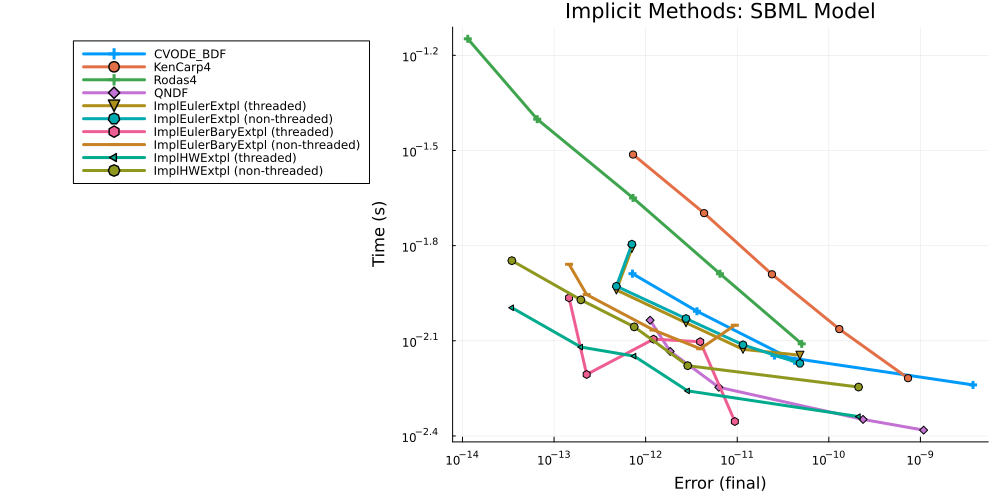 Implicit Methods: SBML Model
CVODE_BDF
KenCarp4
Rodas4
QNDF
ImplEulerExtpl (threaded)
ImplEulerExtpl (non-threaded)
ImplEulerBaryExtpl (threaded)
ImplEulerBaryExtpl (non-threaded)
ImplHWExtpl (threaded)
ImplHWExtpl (non-threaded)
Time (s)
10⁻¹·²
10⁻¹·⁵
10⁻¹·⁸
10⁻²·¹
10⁻²·⁴
10⁻¹⁴ 10⁻¹³ 10⁻¹² 10⁻¹¹ 10⁻¹⁰ 10⁻⁹
Error (final)